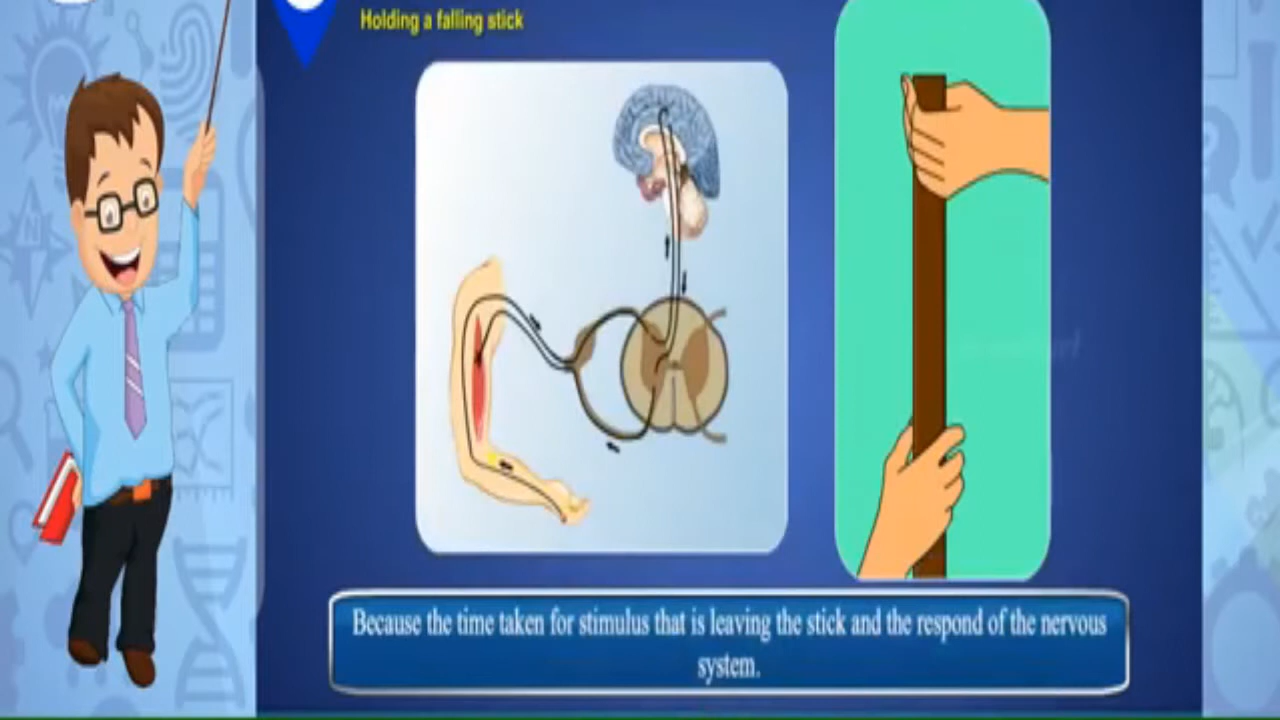 Holding a falling stick
Because the time taken for stimulus that is leaving the stick and the respond of the nervous
system.